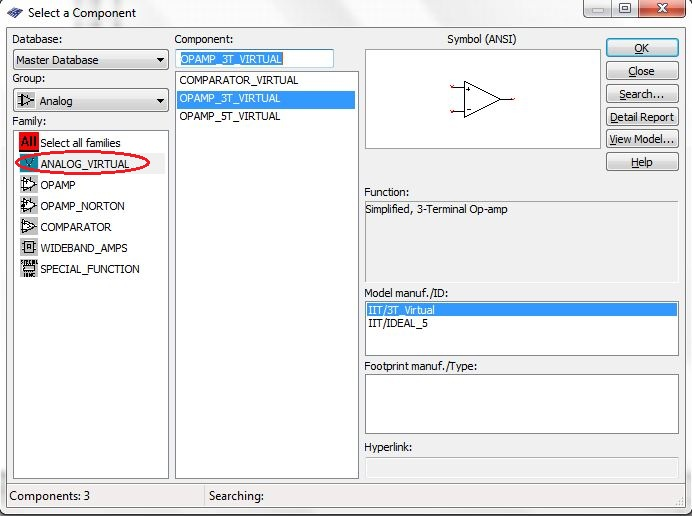 Select a Component
Database:
Master Database
Group:
Analog
Family:
All Select all families
ANALOG_VIRTUAL
OPAMP
OPAMP_NORTON
COMPARATOR
WIDEBAND_AMPS
SPECIAL_FUNCTION
Component:
OPAMP_3T_VIRTUAL
COMPARATOR_VIRTUAL
OPAMP_3T_VIRTUAL
OPAMP_5T_VIRTUAL
Symbol (ANSI)
Function:
Simplified, 3-Terminal Op-amp
Model manuf./ID:
IIT/3T_Virtual
IIT/IDEAL_5
Footprint manuf./Type:
Hyperlink:
OK
Close
Search...
Detail Report
View Model...
Help
Components: 3
Searching: